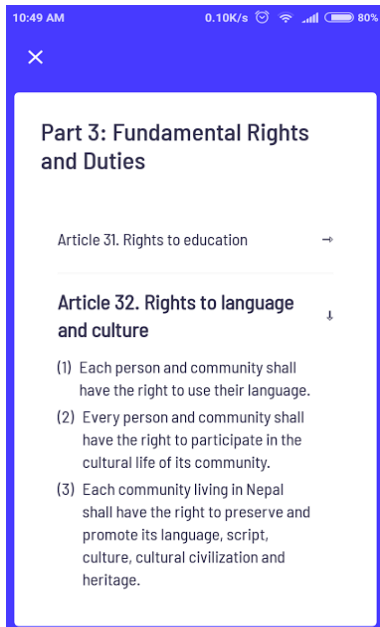 10:49 AM
0.10K/s
80%
Part 3: Fundamental Rights
and Duties
Article 31. Rights to education
Article 32. Rights to language
and culture
(1) Each person and community shall
have the right to use their language.
(2) Every person and community shall
have the right to participate in the
cultural life of its community.
(3) Each community living in Nepal
shall have the right to preserve and
promote its language, script,
culture, cultural civilization and
heritage.